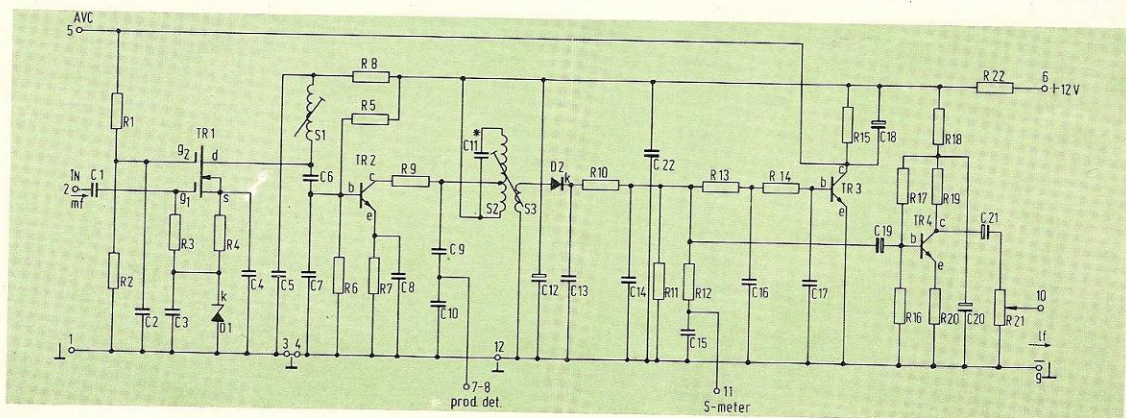 AVC
5
R8
R22
6
+12V
R5
R1
S1
R15
C18
R18
TR1
g2
d
C11
*
D2
C22
R13
R14
C
TR3
R17
R19
C21
IN
2
C1
mf
g1
s
C6
TR2
b
c
R9
k
R10
b
e
C19
TR4
b
c
e
S2
S3
R3
R4
e
C9
R2
k
C4
C5
C7
R6
R7
C8
C12
C13
C14
R11
R12
C16
C17
R16
R20
C20
R21
10
C2
C3
D1
C10
C15
lf
1
3
4
12
9
7-8
prod. det.
11
S-meter